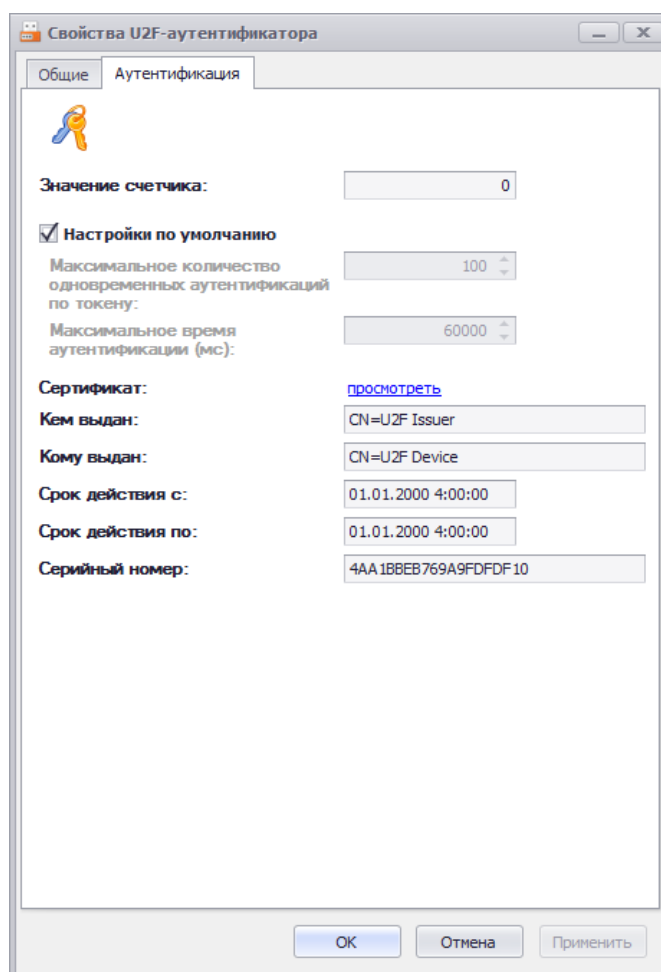 Свойства U2F-аутентификатора
Общие
Аутентификация
Значение счетчика:
0
Настройки по умолчанию
Максимальное количество
одновременных аутентификаций
по токену:
100
Максимальное время
аутентификации (мс):
60000
Сертификат:
просмотреть
Кем выдан:
CN=U2F Issuer
Кому выдан:
CN=U2F Device
Срок действия с:
01.01.2000 4:00:00
Срок действия по:
01.01.2000 4:00:00
Серийный номер:
4AA1BBEB769A9FDFDF10
OK
Отмена
Применить